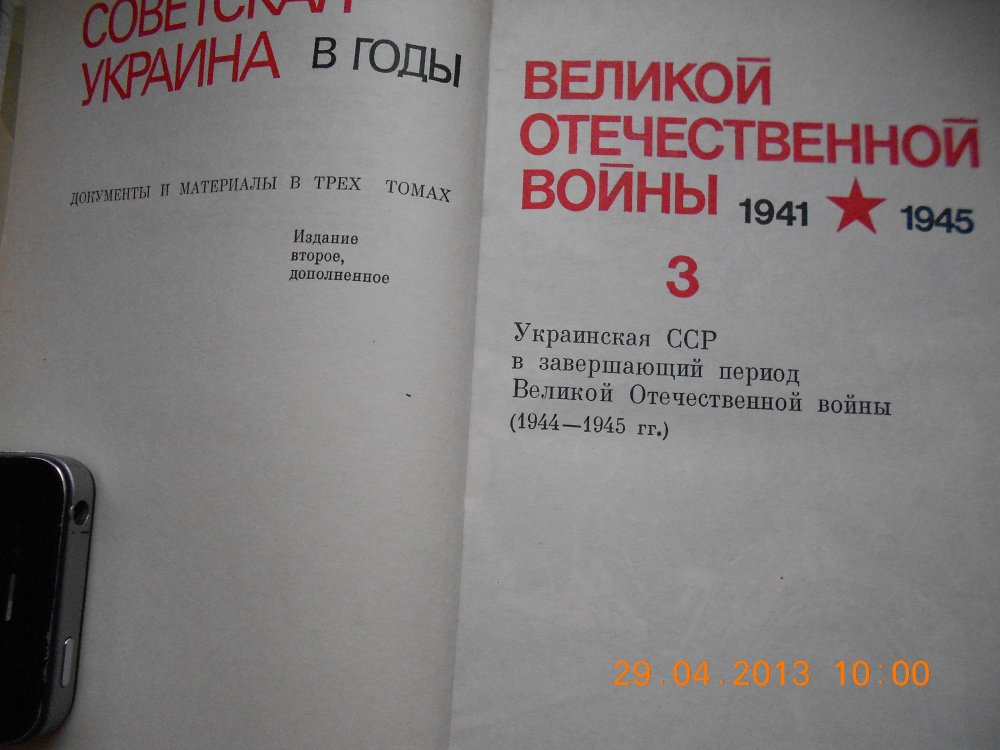 СОВЕТСКАЯ
УКРАИНА В ГОДЫ
ДОКУМЕНТЫ И МАТЕРИАЛЫ В ТРЕХ ТОМАХ
Издание
второе,
дополненное
ВЕЛИКОЙ
ОТЕЧЕСТВЕННОЙ
ВОЙНЫ 1941 ★ 1945
3
Украинская ССР
в завершающий период
Великой Отечественной войны
(1944—1945 гг.)
29.04.2013 10:00